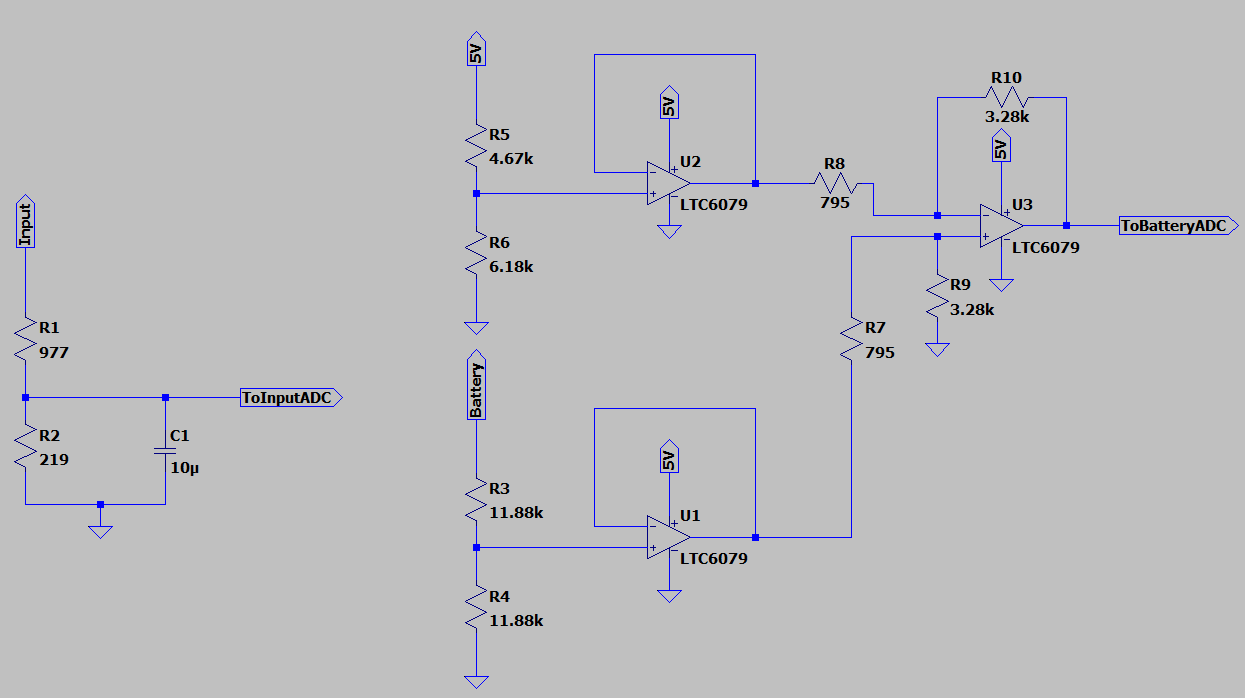 Input
R1
977
R2
219
C1
10µ
ToInputADC
5V
R5
4.67k
R6
6.18k
5V
U2
LTC6079
Battery
R3
11.88k
R4
11.88k
5V
U1
LTC6079
R8
795
R7
795
R10
3.28k
5V
U3
LTC6079
R9
3.28k
ToBatteryADC